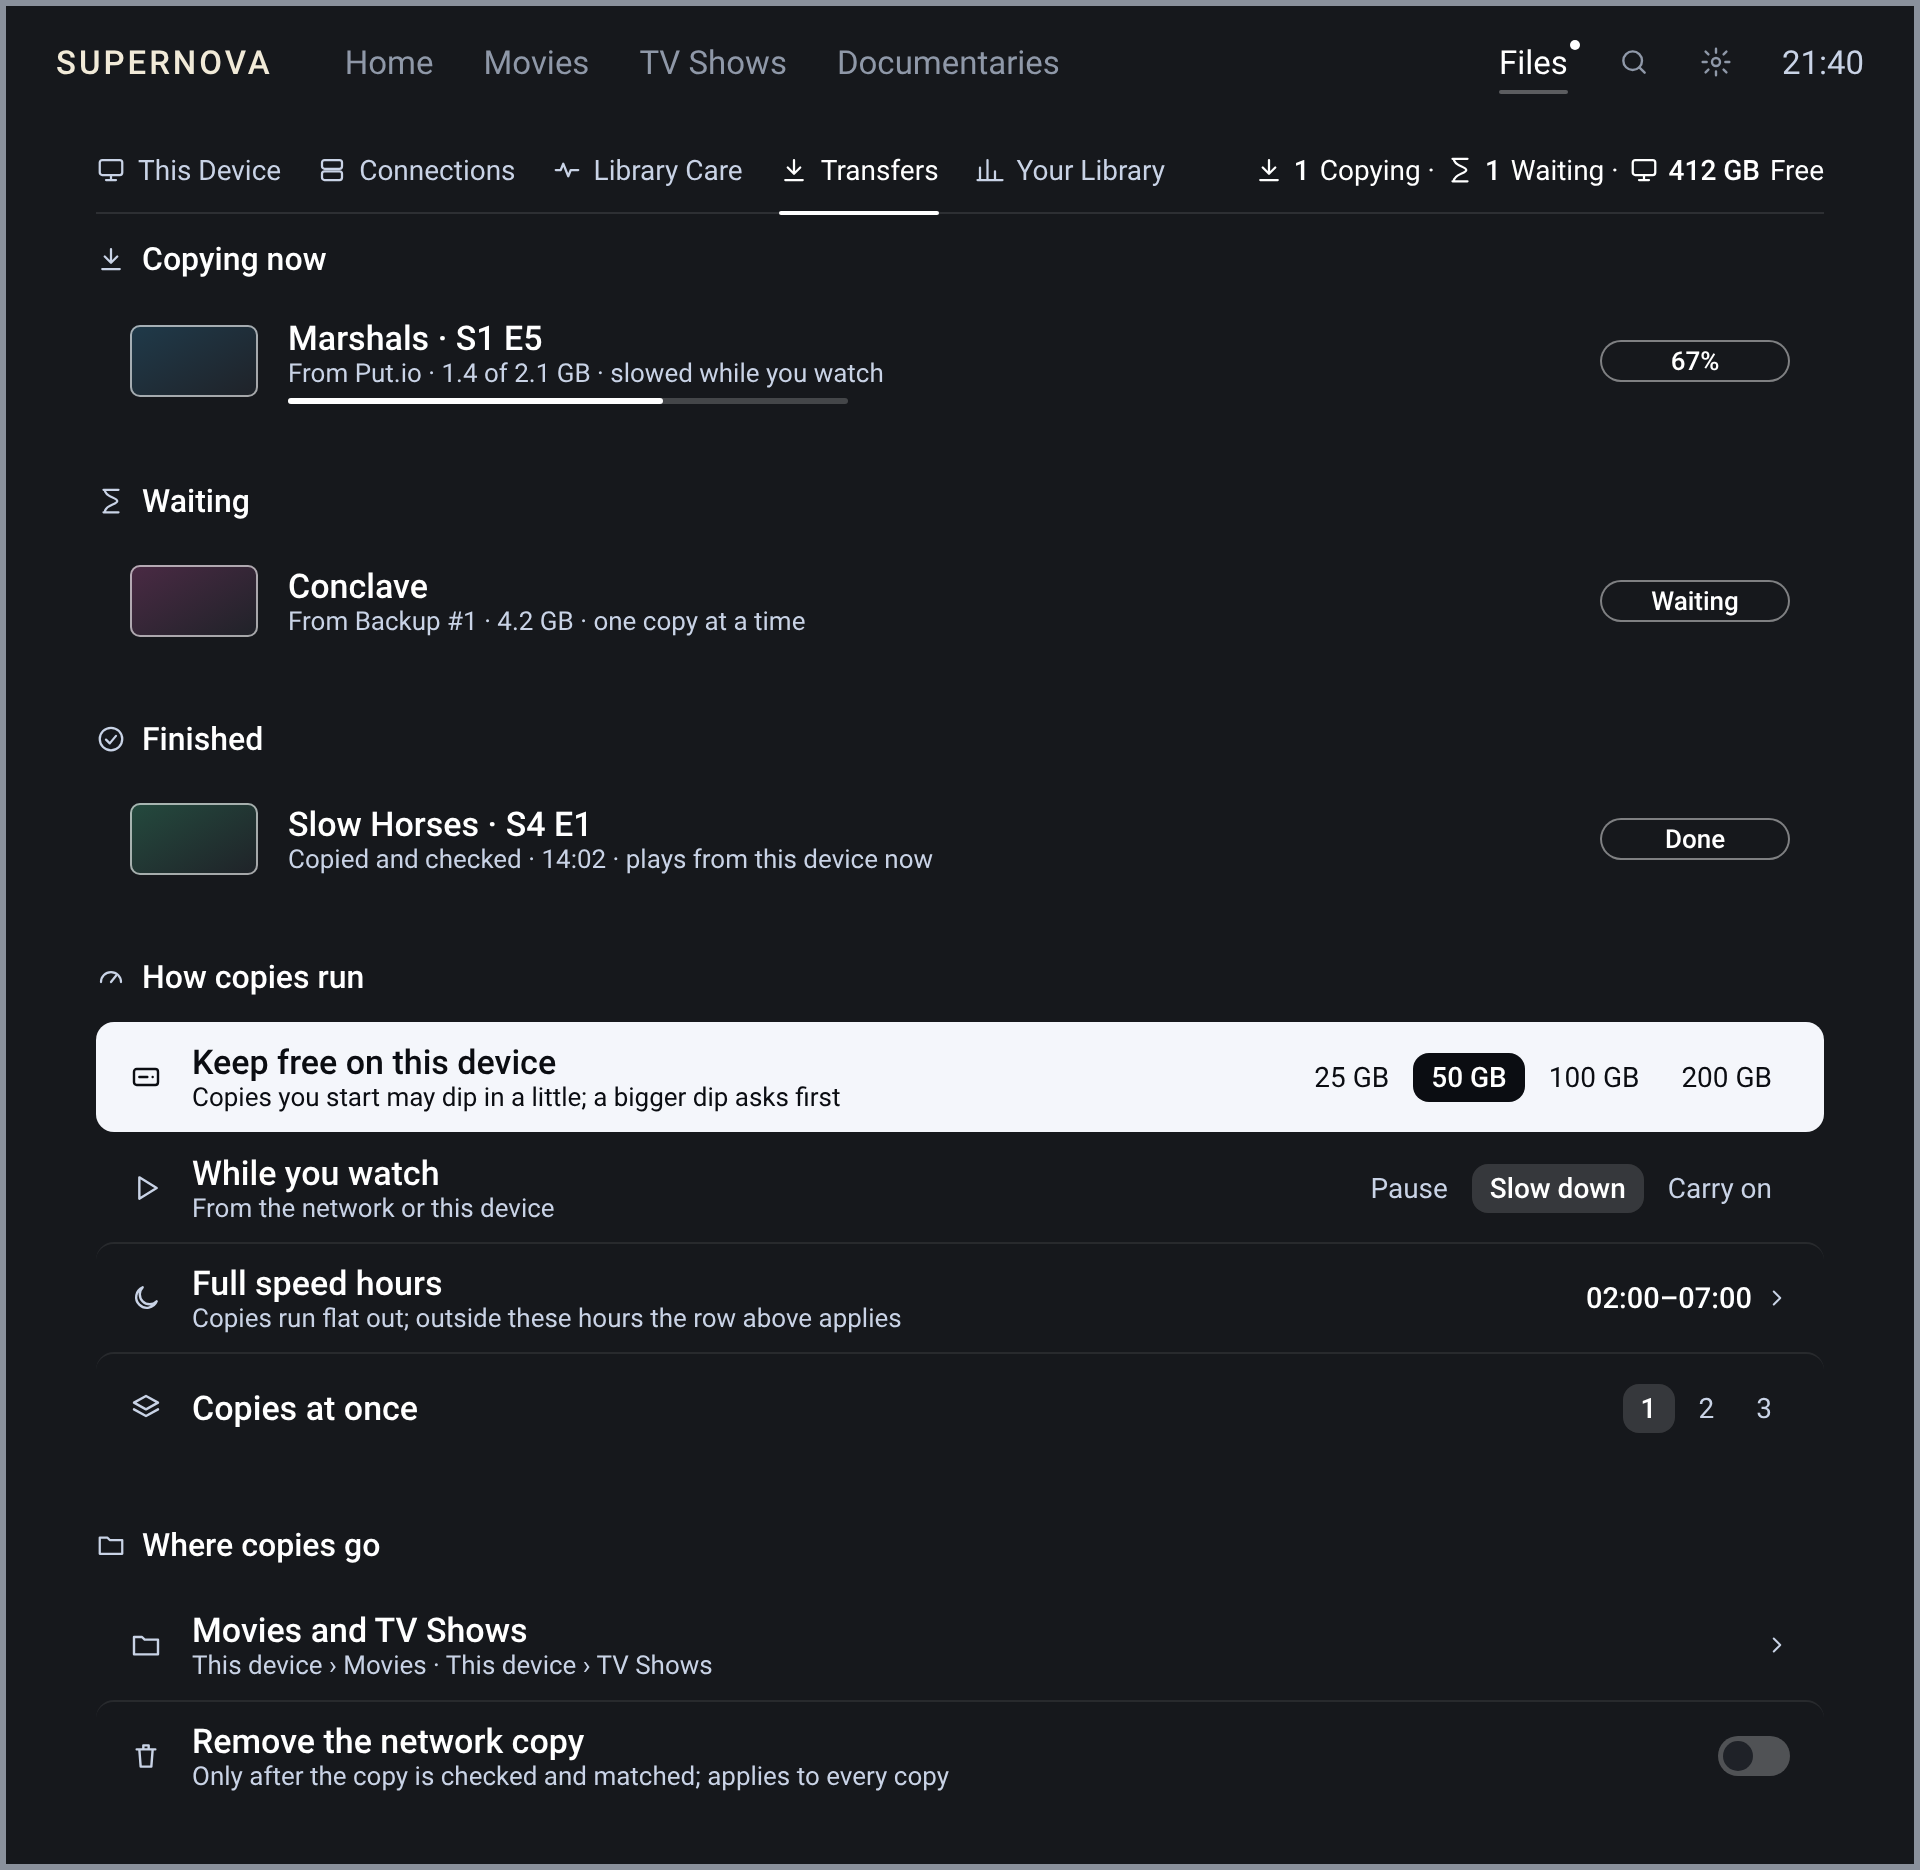 SUPERNOVA Home Movies TV Shows Documentaries Files 21:40
This Device Connections Library Care Transfers Your Library 1 Copying · 1 Waiting · 412 GB Free
Copying now
Marshals · S1 E5
From Put.io · 1.4 of 2.1 GB · slowed while you watch
67%
Waiting
Conclave
From Backup #1 · 4.2 GB · one copy at a time
Waiting
Finished
Slow Horses · S4 E1
Copied and checked · 14:02 · plays from this device now
Done
How copies run
Keep free on this device
Copies you start may dip in a little; a bigger dip asks first
25 GB 50 GB 100 GB 200 GB
While you watch
From the network or this device
Pause Slow down Carry on
Full speed hours
Copies run flat out; outside these hours the row above applies
02:00–07:00 ›
Copies at once
1 2 3
Where copies go
Movies and TV Shows
This device › Movies · This device › TV Shows
Remove the network copy
Only after the copy is checked and matched; applies to every copy